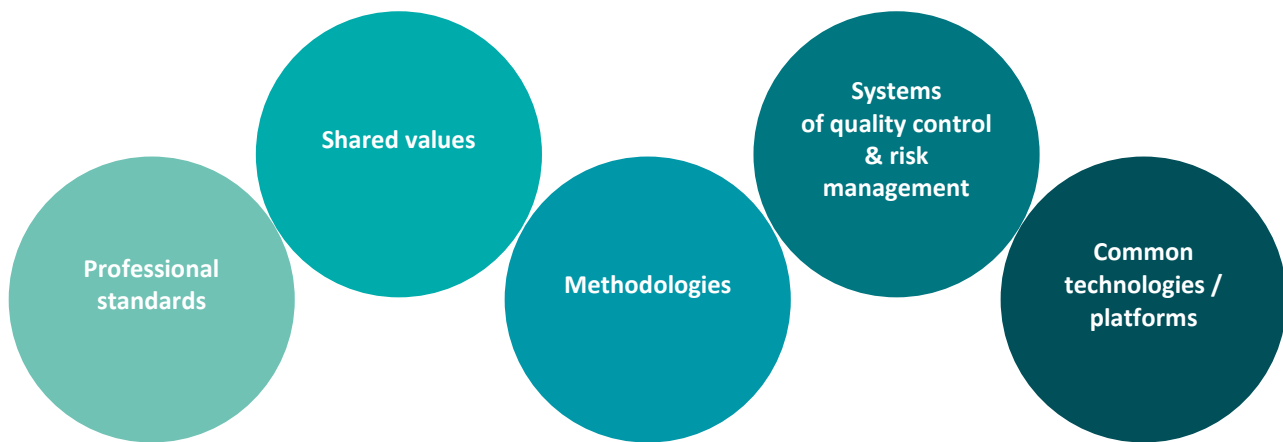 Professional
standards
Shared values
Methodologies
Systems
of quality control
& risk
management
Common
technologies /
platforms